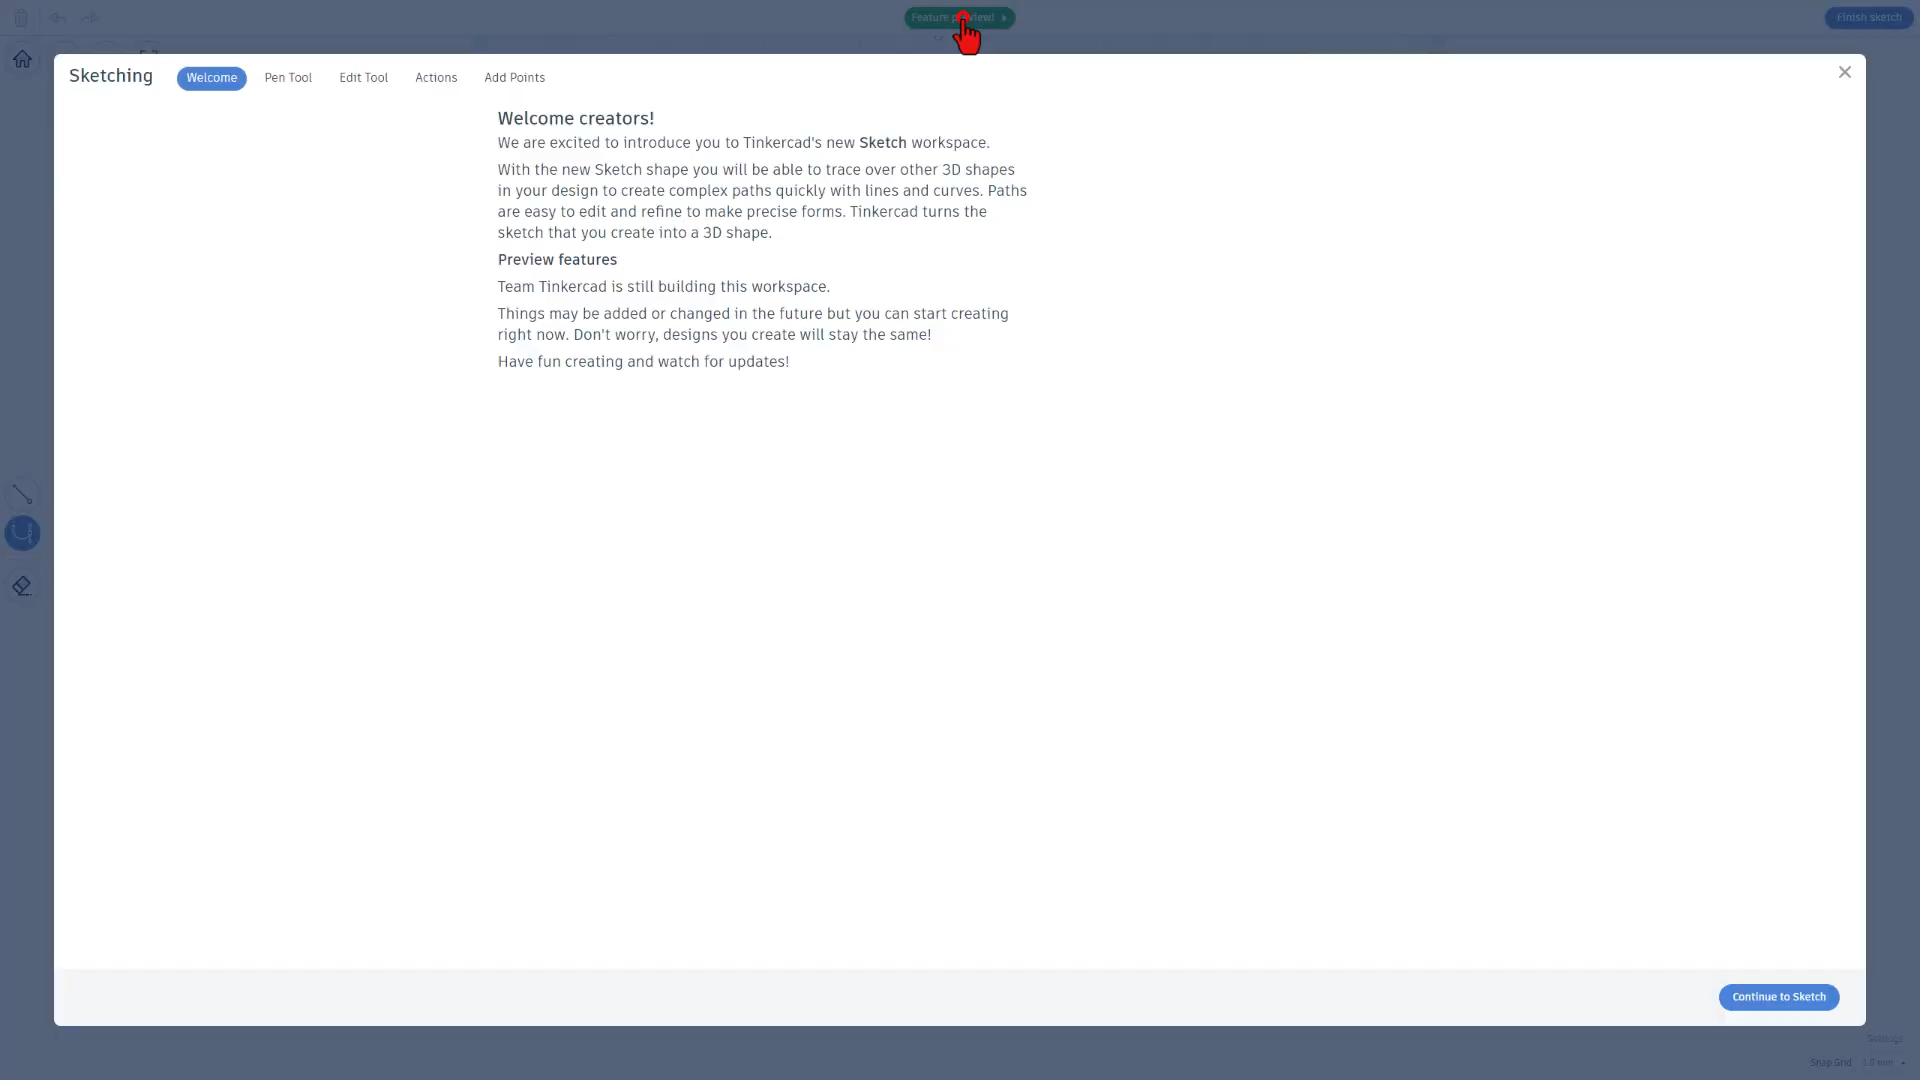 Finish sketch
Sketching
Welcome
Pen Tool
Edit Tool
Actions
Add Points
Welcome creators!
We are excited to introduce you to Tinkercad's new Sketch workspace.
With the new Sketch shape you will be able to trace over other 3D shapes
in your design to create complex paths quickly with lines and curves. Paths
are easy to edit and refine to make precise forms. Tinkercad turns the
sketch that you create into a 3D shape.
Preview features
Team Tinkercad is still building this workspace.
Things may be added or changed in the future but you can start creating
right now. Don't worry, designs you create will stay the same!
Have fun creating and watch for updates!
Continue to Sketch
Settings
Snap Grid 1.0 mm